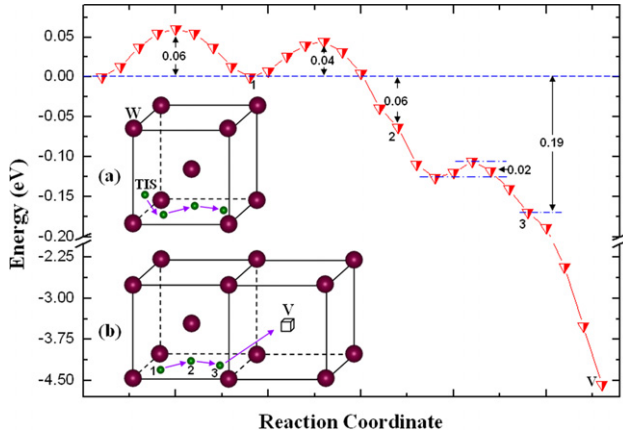 0.05
0.00
-0.05
-0.10
-0.15
-0.20
-2.25
-3.00
-3.75
-4.50
Energy (eV)
Reaction Coordinate
0.06
0.04
1
0.06
2
0.02
0.19
3
V
W
(a)
TIS
(b)
V
1 2 3